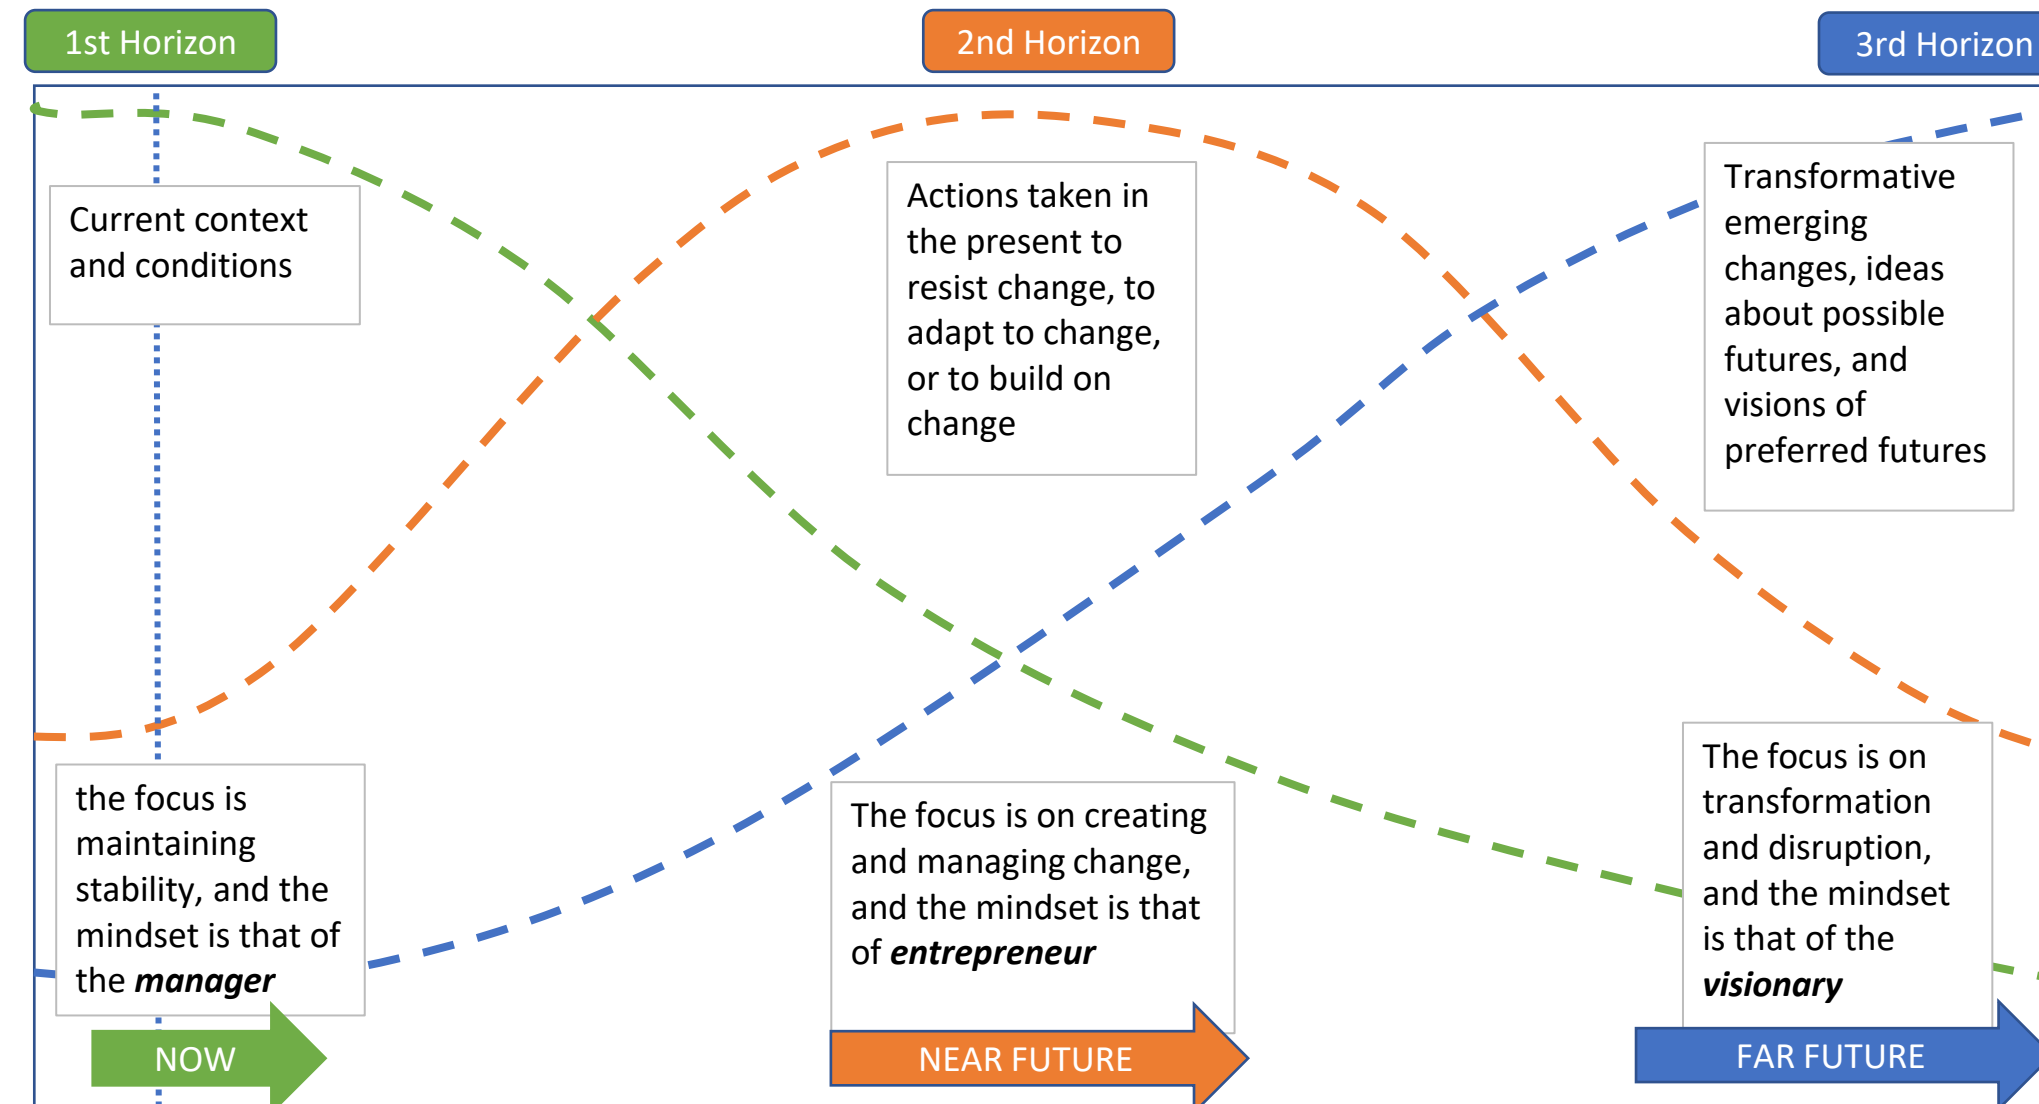 1st Horizon
2nd Horizon
3rd Horizon
Current context
and conditions
Actions taken in
the present to
resist change, to
adapt to change,
or to build on
change
Transformative
emerging
changes, ideas
about possible
futures, and
visions of
preferred futures
the focus is
maintaining
stability, and the
mindset is that of
the manager
The focus is on creating
and managing change,
and the mindset is that
of entrepreneur
The focus is on
transformation
and disruption,
and the mindset
is that of the
visionary
NOW
NEAR FUTURE
FAR FUTURE